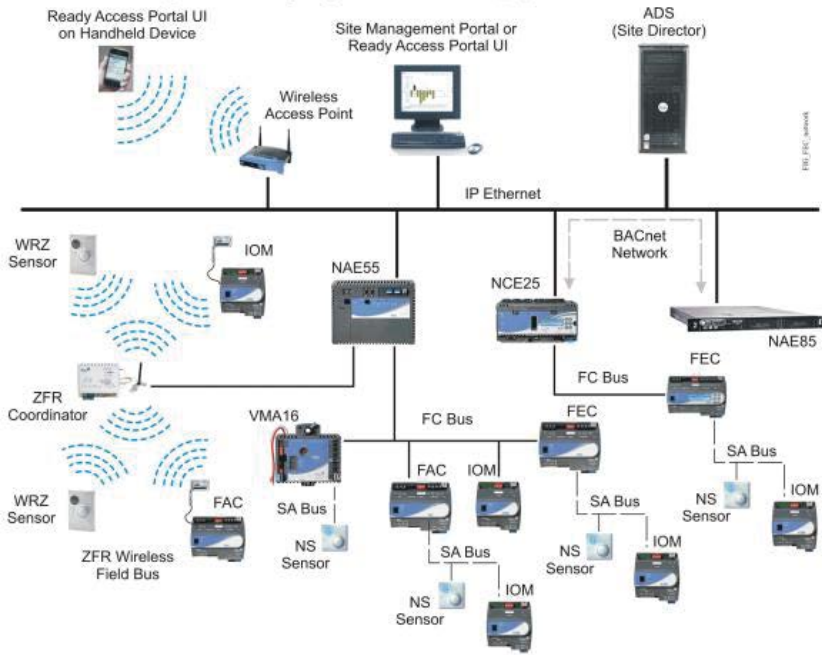 Ready Access Portal UI
on Handheld Device
Site Management Portal or
Ready Access Portal UI
ADS
(Site Director)
Wireless
Access Point
FIG_FEC_network
IP Ethernet
WRZ
Sensor
IOM
NAE55
NCE25
BACnet
Network
NAE85
ZFR
Coordinator
VMA16
FC Bus
FEC
FC Bus
FEC
WRZ
Sensor
FAC
ZFR Wireless
Field Bus
SA Bus
NS
Sensor
FAC
IOM
SA Bus
NS
Sensor
IOM
SA Bus
NS
Sensor
IOM
SA Bus
NS
Sensor
IOM